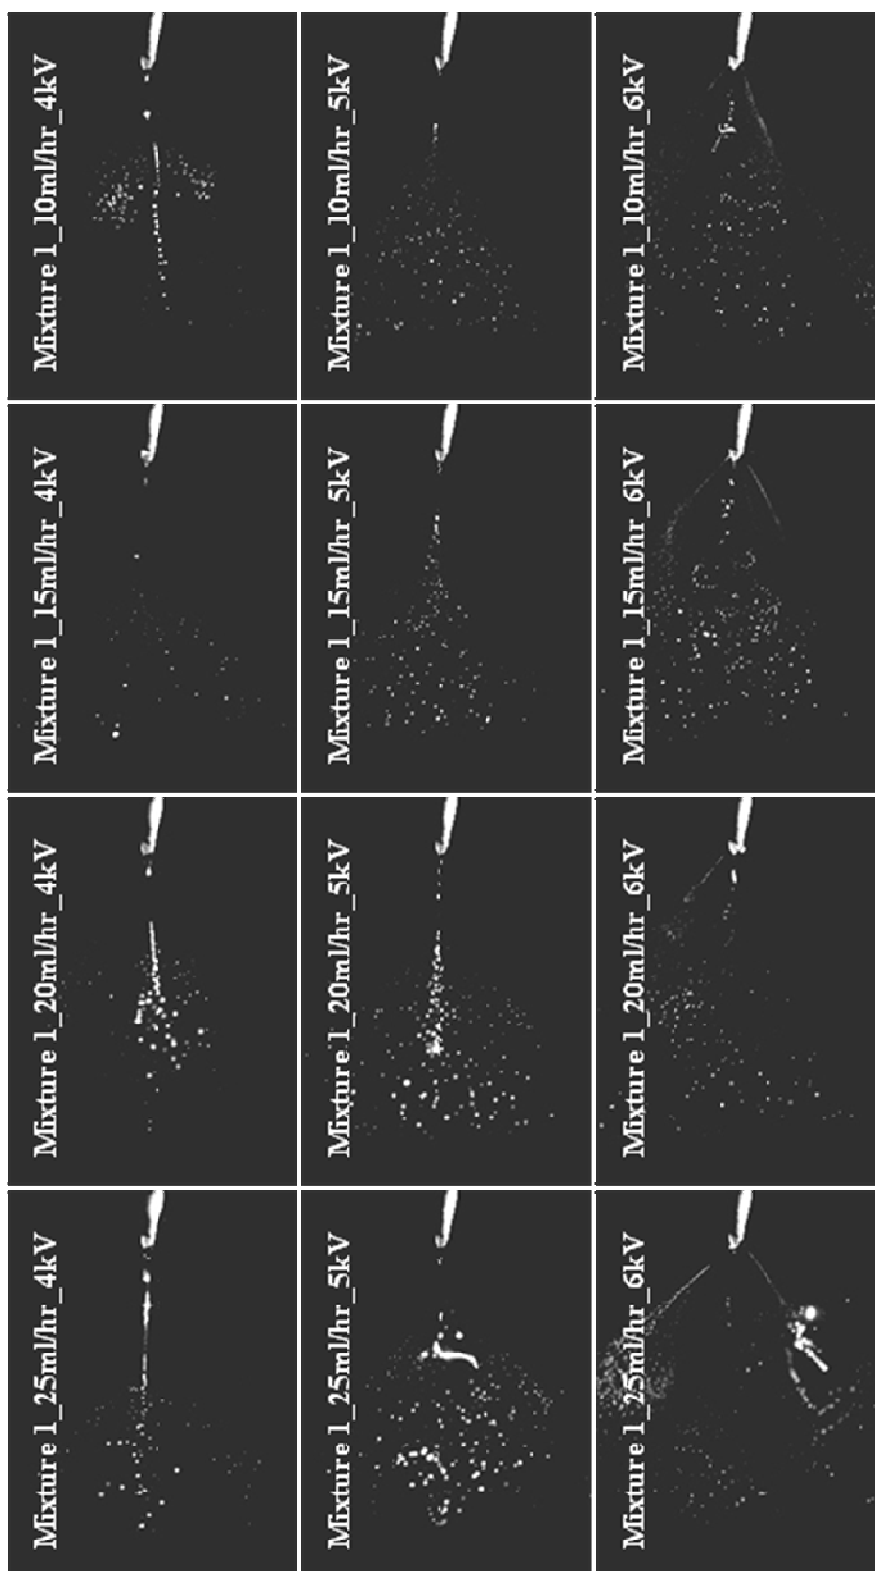 Mixture 1_10ml/hr_4kV
Mixture 1_10ml/hr_5kV
Mixture 1_10ml/hr_6kV
Mixture 1_15ml/hr_4kV
Mixture 1_15ml/hr_5kV
Mixture 1_15ml/hr_6kV
Mixture 1_20ml/hr_4kV
Mixture 1_20ml/hr_5kV
Mixture 1_20ml/hr_6kV
Mixture 1_25ml/hr_4kV
Mixture 1_25ml/hr_5kV
Mixture 1_25ml/hr_6kV